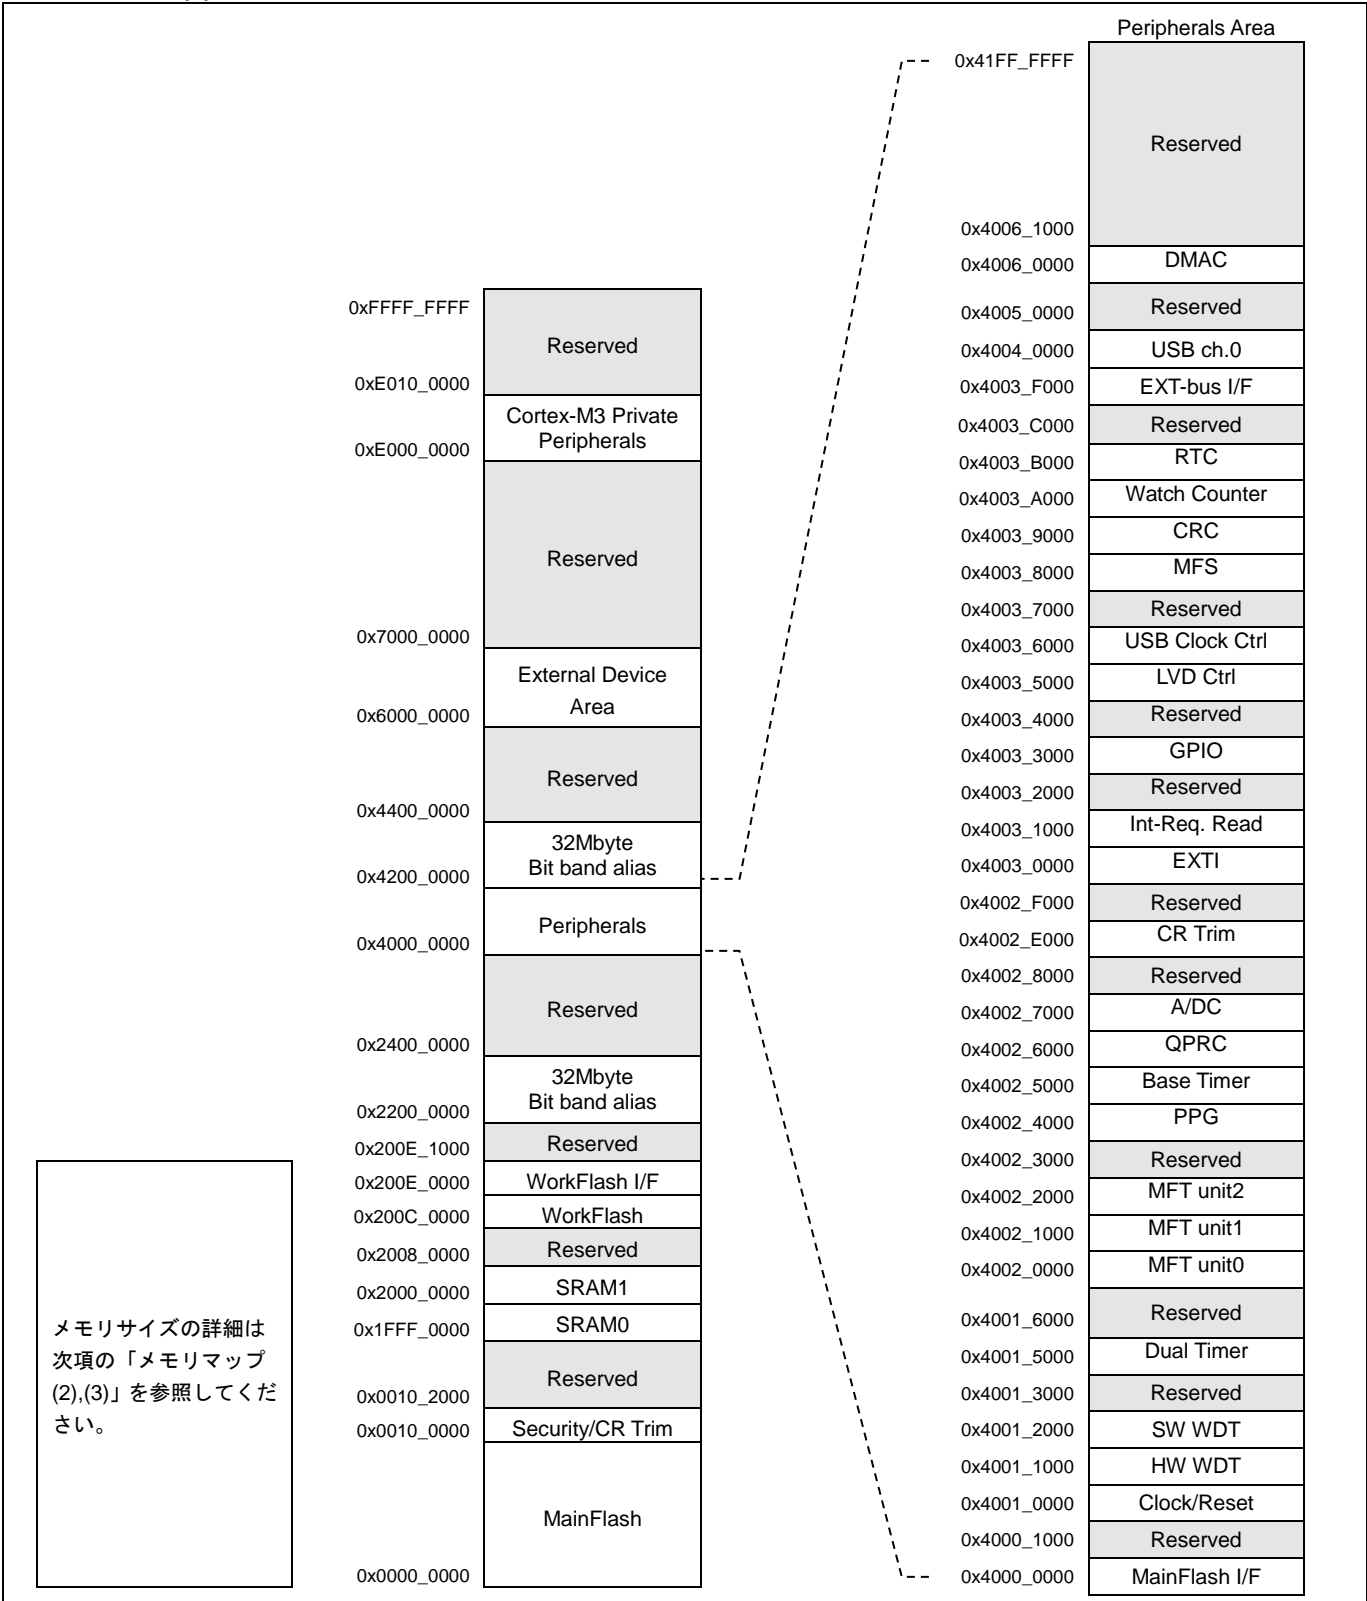 Peripherals Area
0x41FF_FFFF
Reserved
0x4006_1000
0x4006_0000 DMAC
0x4005_0000 Reserved
0x4004_0000 USB ch.0
0x4003_F000 EXT-bus I/F
0x4003_C000 Reserved
0x4003_B000 RTC
0x4003_A000 Watch Counter
0x4003_9000 CRC
0x4003_8000 MFS
0x4003_7000 Reserved
0x4003_6000 USB Clock Ctrl
0x4003_5000 LVD Ctrl
0x4003_4000 Reserved
0x4003_3000 GPIO
0x4003_2000 Reserved
0x4003_1000 Int-Req. Read
0x4003_0000 EXTI
0x4002_F000 Reserved
0x4002_E000 CR Trim
0x4002_8000 Reserved
0x4002_7000 A/DC
0x4002_6000 QPRC
0x4002_5000 Base Timer
0x4002_4000 PPG
0x4002_3000 Reserved
0x4002_2000 MFT unit2
0x4002_1000 MFT unit1
0x4002_0000 MFT unit0
0x4001_6000 Reserved
0x4001_5000 Dual Timer
0x4001_3000 Reserved
0x4001_2000 SW WDT
0x4001_1000 HW WDT
0x4001_0000 Clock/Reset
0x4000_1000 Reserved
0x4000_0000 MainFlash I/F
0xFFFF_FFFF
Reserved
0xE010_0000
Cortex-M3 Private
Peripherals
0xE000_0000
Reserved
0x7000_0000
External Device
Area
0x6000_0000
Reserved
0x4400_0000
32Mbyte
Bit band alias
0x4200_0000
Peripherals
0x4000_0000
Reserved
0x2400_0000
32Mbyte
Bit band alias
0x2200_0000
0x200E_1000 Reserved
0x200E_0000 WorkFlash I/F
0x200C_0000 WorkFlash
0x2008_0000 Reserved
0x2000_0000 SRAM1
0x1FFF_0000 SRAM0
Reserved
0x0010_2000
0x0010_0000 Security/CR Trim
MainFlash
0x0000_0000
メモリサイズの詳細は
次項の「メモリマップ
(2),(3)」を参照してくだ
さい。